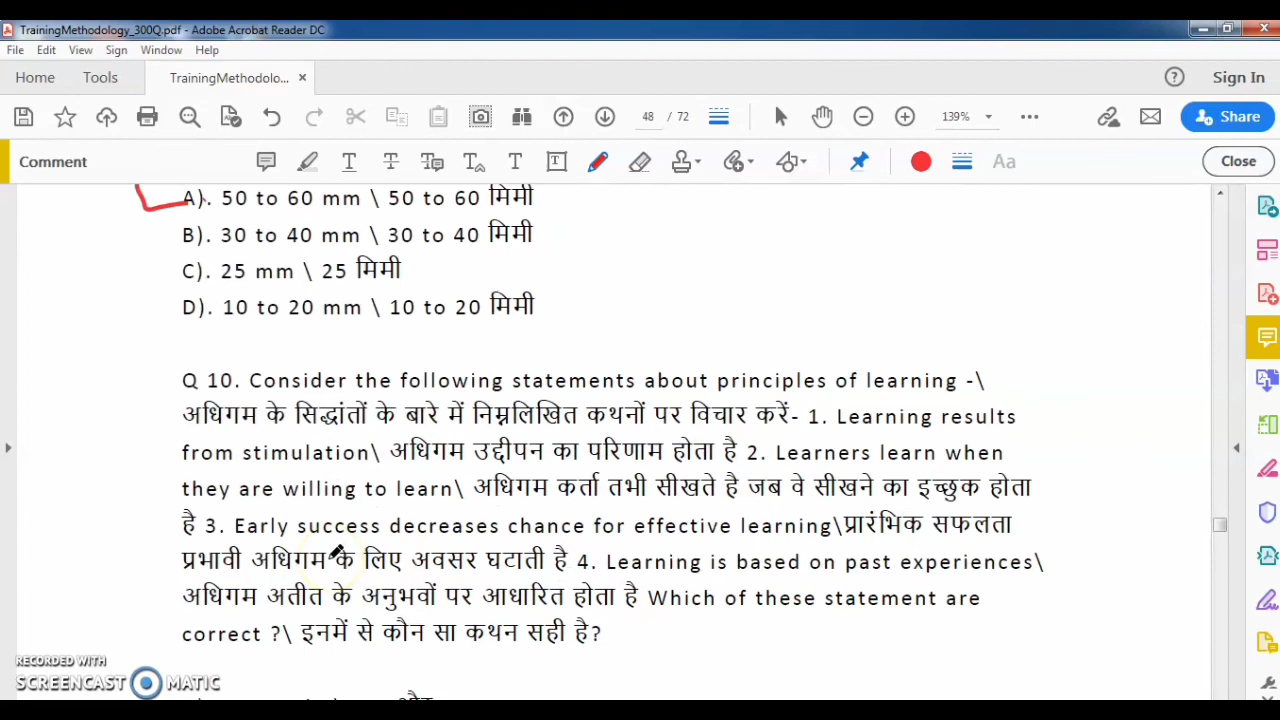 TrainingMethodology_300Q.pdf - Adobe Acrobat Reader DC
File Edit View Sign Window Help
Home Tools TrainingMethodolo... × Sign In
48 / 72 139% Share
Comment Aa Close
A). 50 to 60 mm \ 50 to 60 मिमी
B). 30 to 40 mm \ 30 to 40 मिमी
C). 25 mm \ 25 मिमी
D). 10 to 20 mm \ 10 to 20 मिमी
Q 10. Consider the following statements about principles of learning -\
अधिगम के सिद्धांतों के बारे में निम्नलिखित कथनों पर विचार करें- 1. Learning results
from stimulation\ अधिगम उद्दीपन का परिणाम होता है 2. Learners learn when
they are willing to learn\ अधिगम कर्ता तभी सीखते है जब वे सीखने का इच्छुक होता
है 3. Early success decreases chance for effective learning\प्रारंभिक सफलता
प्रभावी अधिगम के लिए अवसर घटाती है 4. Learning is based on past experiences\
अधिगम अतीत के अनुभवों पर आधारित होता है Which of these statement are
correct ?\ इनमें से कौन सा कथन सही है?
RECORDED WITH
SCREENCAST MATIC